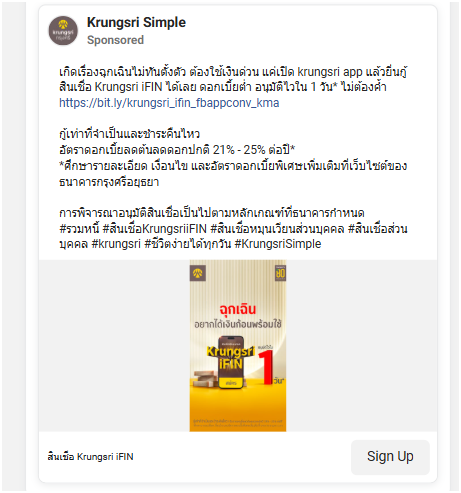 Krungsri Simple
Sponsored
krungsri
เกิดเรื่องฉุกเฉินไม่ทันตั้งตัว ต้องใช้เงินด่วน แค่เปิด krungsri app แล้วยื่นกู้
สินเชื่อ Krungsri iFIN ได้เลย ดอกเบี้ยต่ำ อนุมัติไวใน 1 วัน* ไม่ต้องค้ำ
https://bit.ly/krungsri_ifin_fbappconv_kma
กู้เท่าที่จำเป็นและชำระคืนไหว
อัตราดอกเบี้ยลดต้นลดดอกปกติ 21% - 25% ต่อปี*
*ศึกษารายละเอียด เงื่อนไข และอัตราดอกเบี้ยพิเศษเพิ่มเติมที่เว็บไซต์ของ
ธนาคารกรุงศรีอยุธยา
การพิจารณาอนุมัติสินเชื่อเป็นไปตามหลักเกณฑ์ที่ธนาคารกำหนด
#รวมหนี้ #สินเชื่อKrungsriiFIN #สินเชื่อหมุนเวียนส่วนบุคคล #สินเชื่อส่วน
บุคคล #krungsri #ชีวิตง่ายได้ทุกวัน #KrungsriSimple
ฉุกเฉิน
อยากได้เงินก้อนพร้อมใช้
Krungsri
iFIN
1
วัน*
สินเชื่อ Krungsri iFIN
Sign Up